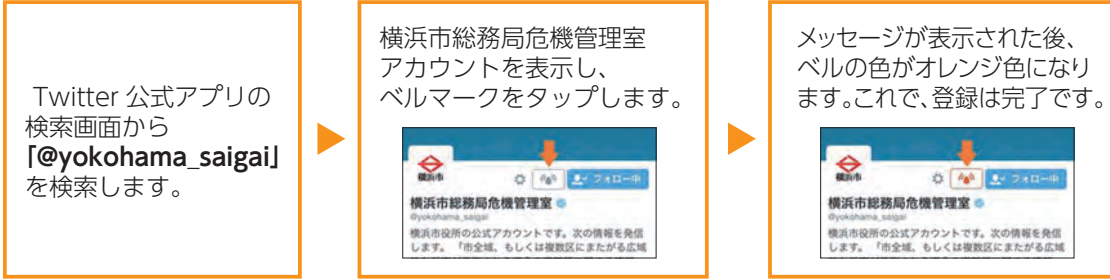 Twitter 公式アプリの
検索画面から
「@yokohama_saigai」
を検索します。
横浜市総務局危機管理室
アカウントを表示し、
ベルマークをタップします。
横浜市
フォロー中
横浜市総務局危機管理室
@yokohama_saigai
横浜市役所の公式アカウントです。次の情報を発信
します。 「市全域、もしくは複数区にまたがる広域
メッセージが表示された後、
ベルの色がオレンジ色になり
ます。これで、登録は完了です。
横浜市
フォロー中
横浜市総務局危機管理室
@yokohama_saigai
横浜市役所の公式アカウントです。次の情報を発信
します。 「市全域、もしくは複数区にまたがる広域